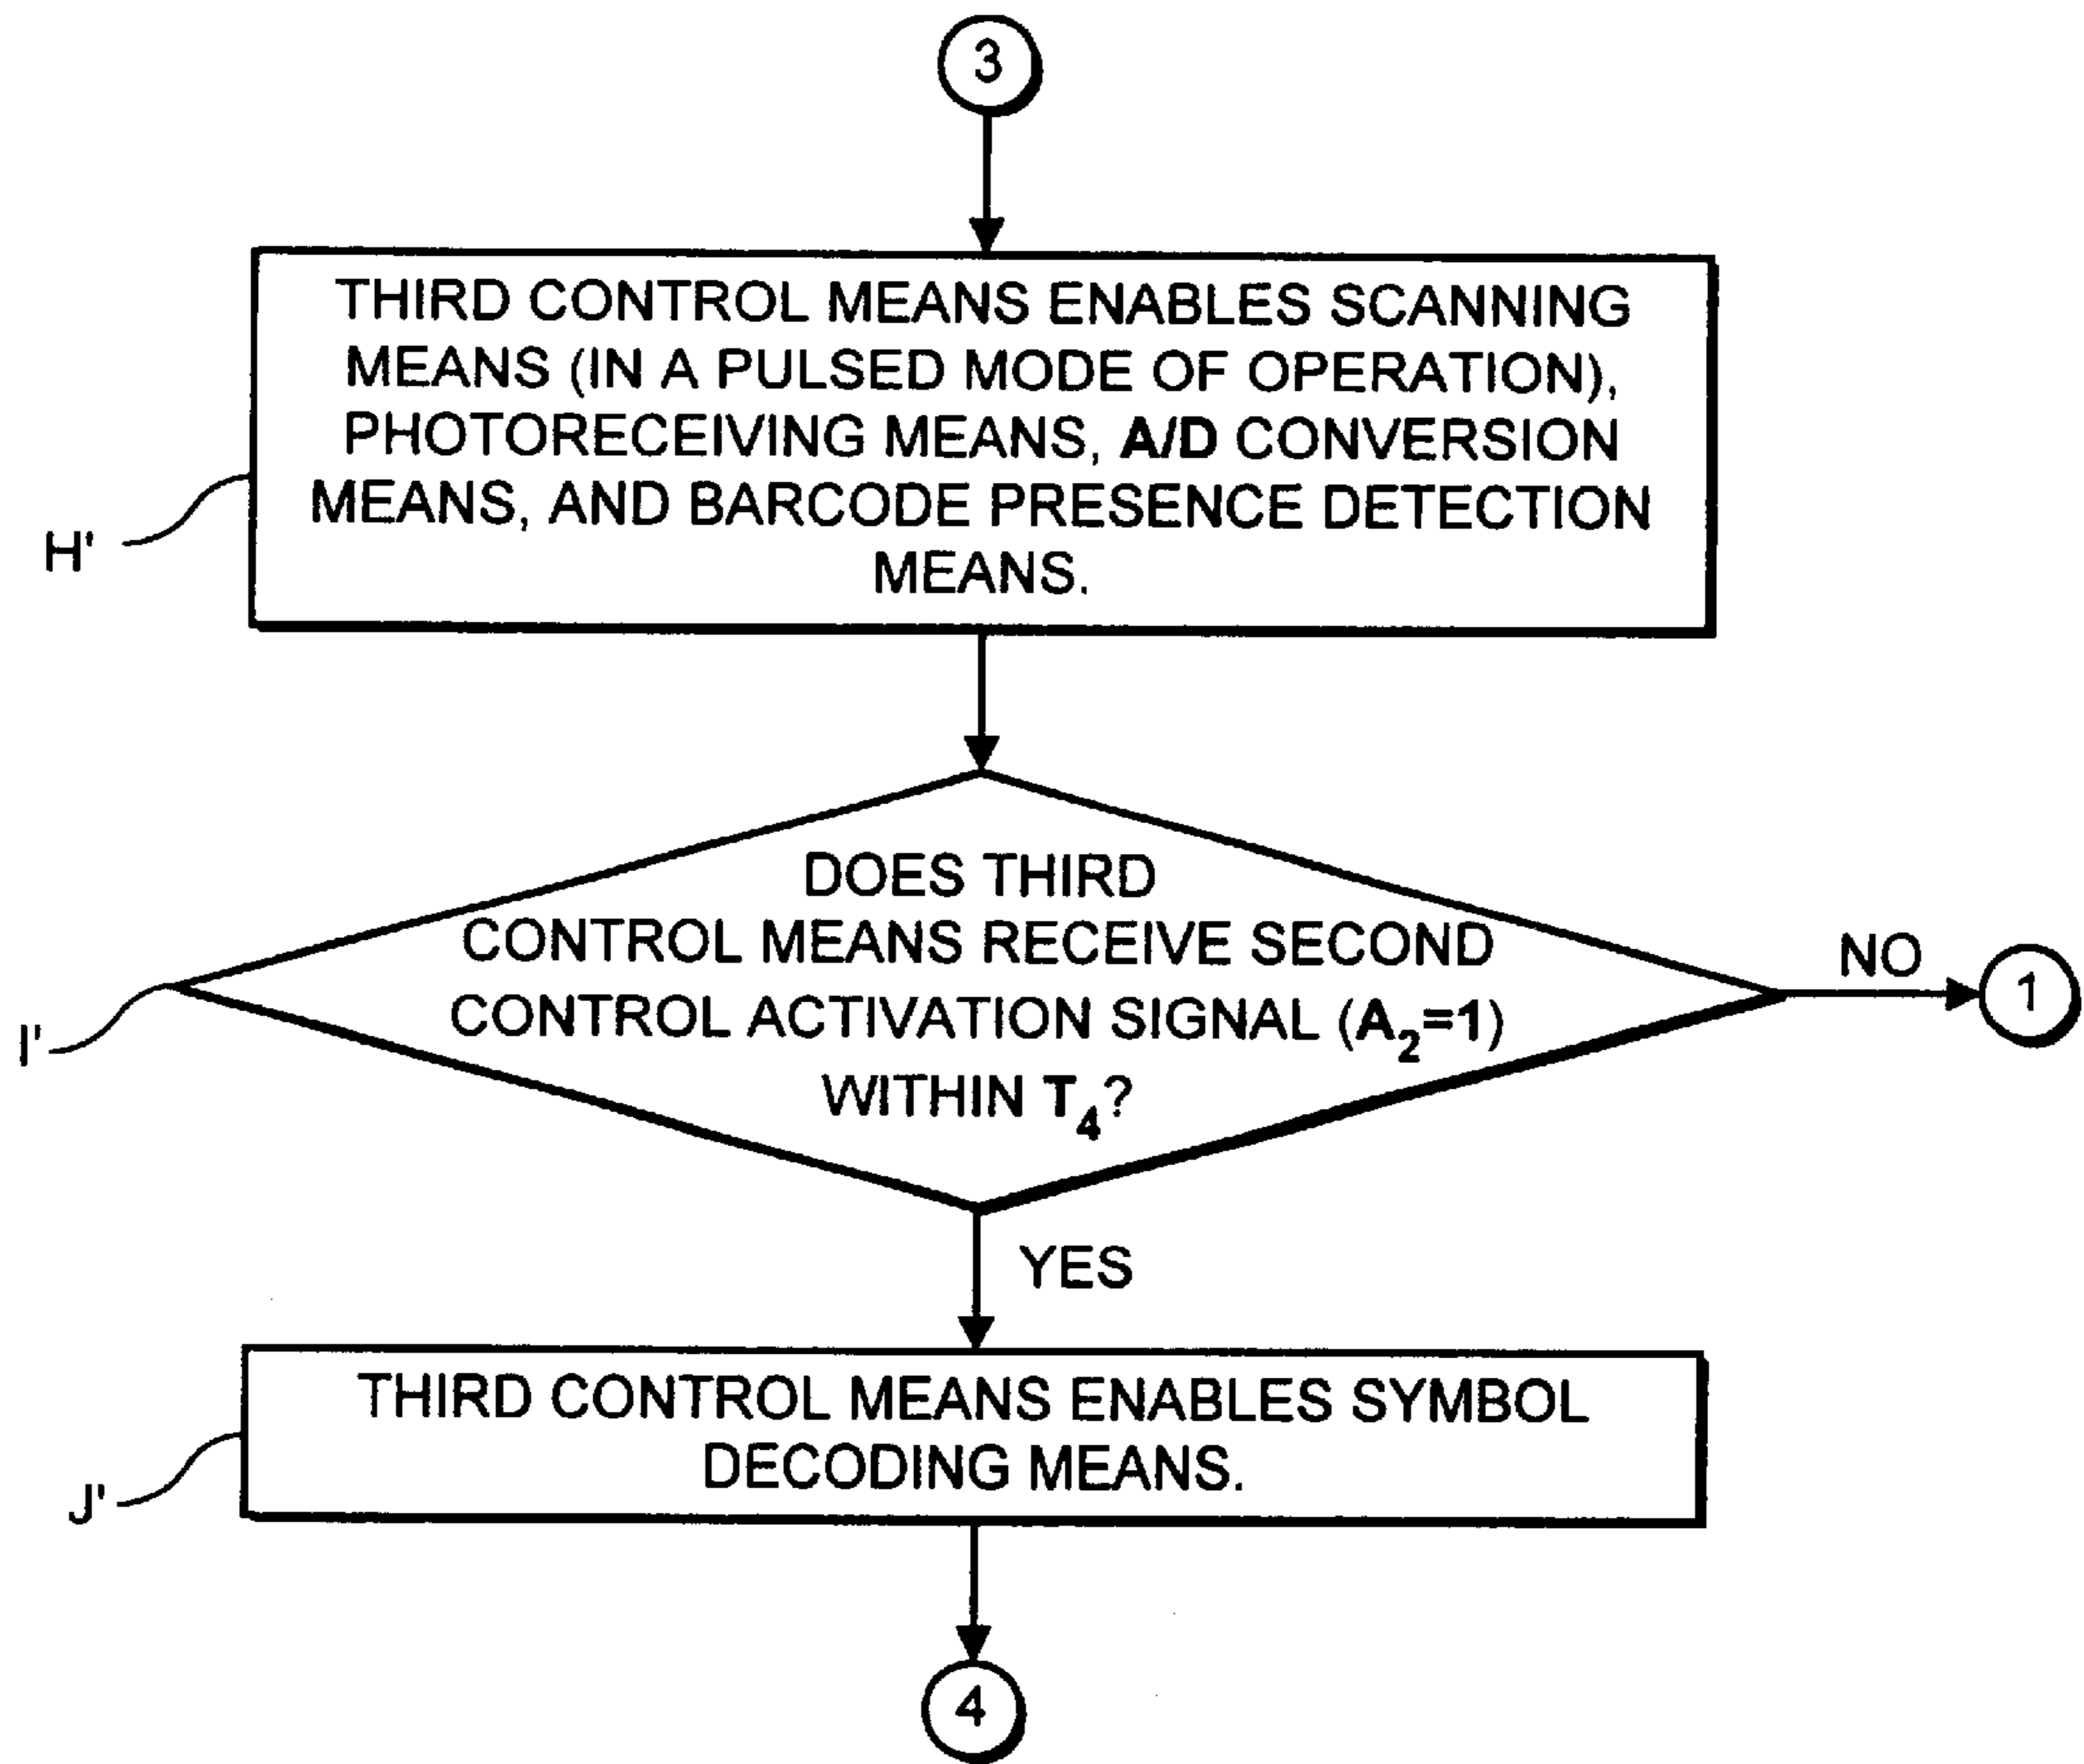 3
THIRD CONTROL MEANS ENABLES SCANNING
MEANS (IN A PULSED MODE OF OPERATION),
PHOTORECEIVING MEANS, A/D CONVERSION
MEANS, AND BARCODE PRESENCE DETECTION
MEANS.
H'
DOES THIRD
CONTROL MEANS RECEIVE SECOND
CONTROL ACTIVATION SIGNAL (A₂=1)
WITHIN T₄?
I'
NO
1
YES
THIRD CONTROL MEANS ENABLES SYMBOL
DECODING MEANS.
J'
4